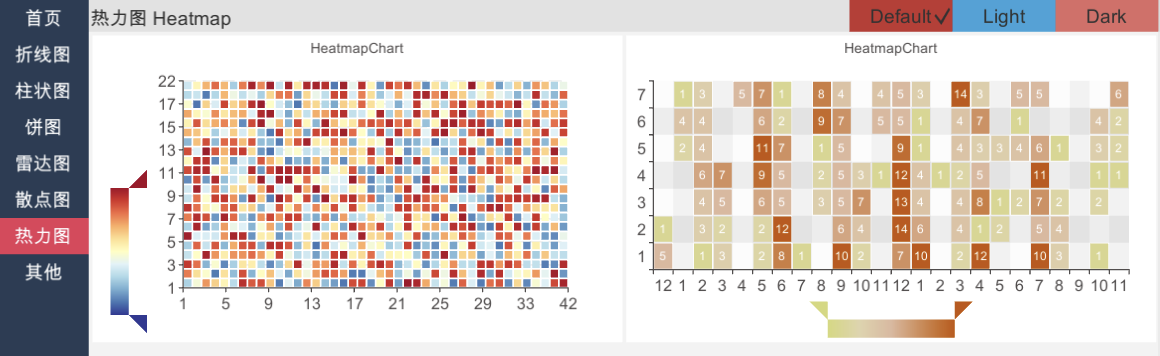 首页
折线图
柱状图
饼图
雷达图
散点图
热力图
其他
热力图 Heatmap
Default
Light
Dark
HeatmapChart
22
17
15
13
11
9
7
5
3
1
1 5 9 13 17 21 25 29 33 42
HeatmapChart
7 1 3 5 7 1 8 4 4 5 3 14 3 5 5 6
6 4 4 6 2 9 7 5 5 1 4 7 1 4 2
5 2 4 11 7 1 5 9 1 4 3 3 4 6 1 3 2
4 6 7 9 5 2 5 3 1 12 4 1 2 5 11 1 1
3 4 5 6 5 3 5 7 13 4 4 8 1 2 7 2 2
2 1 3 2 6 12 6 4 14 6 4 1 2 5 4
1 5 1 3 2 8 7 1 10 2 7 10 2 12 10 3 1
12 1 2 3 4 5 6 7 8 9 10 11 12 1 2 3 4 5 6 7 8 9 10 11